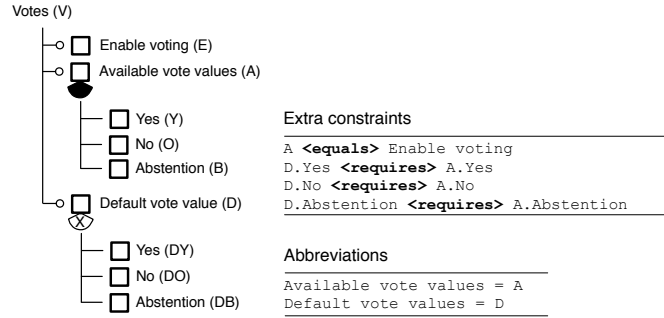 Votes (V)
Enable voting (E)
Available vote values (A)
Yes (Y)
No (O)
Abstention (B)
Default vote value (D)
X
Yes (DY)
No (DO)
Abstention (DB)
Extra constraints
A <equals> Enable voting
D.Yes <requires> A.Yes
D.No <requires> A.No
D.Abstention <requires> A.Abstention
Abbreviations
Available vote values = A
Default vote values = D